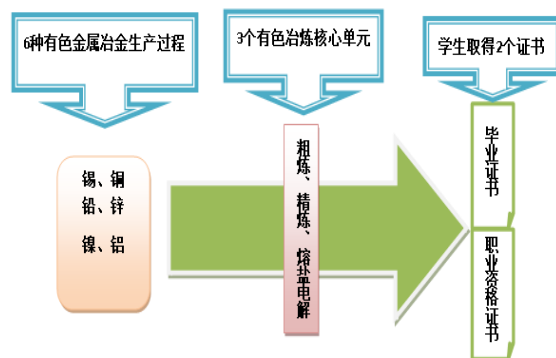 6种有色金属冶金生产过程
3个有色冶炼核心单元
学生取得2个证书
锡、铜
铅、锌
镍、铝
粗炼、精炼、熔盐电解
毕业证书
职业资格证书